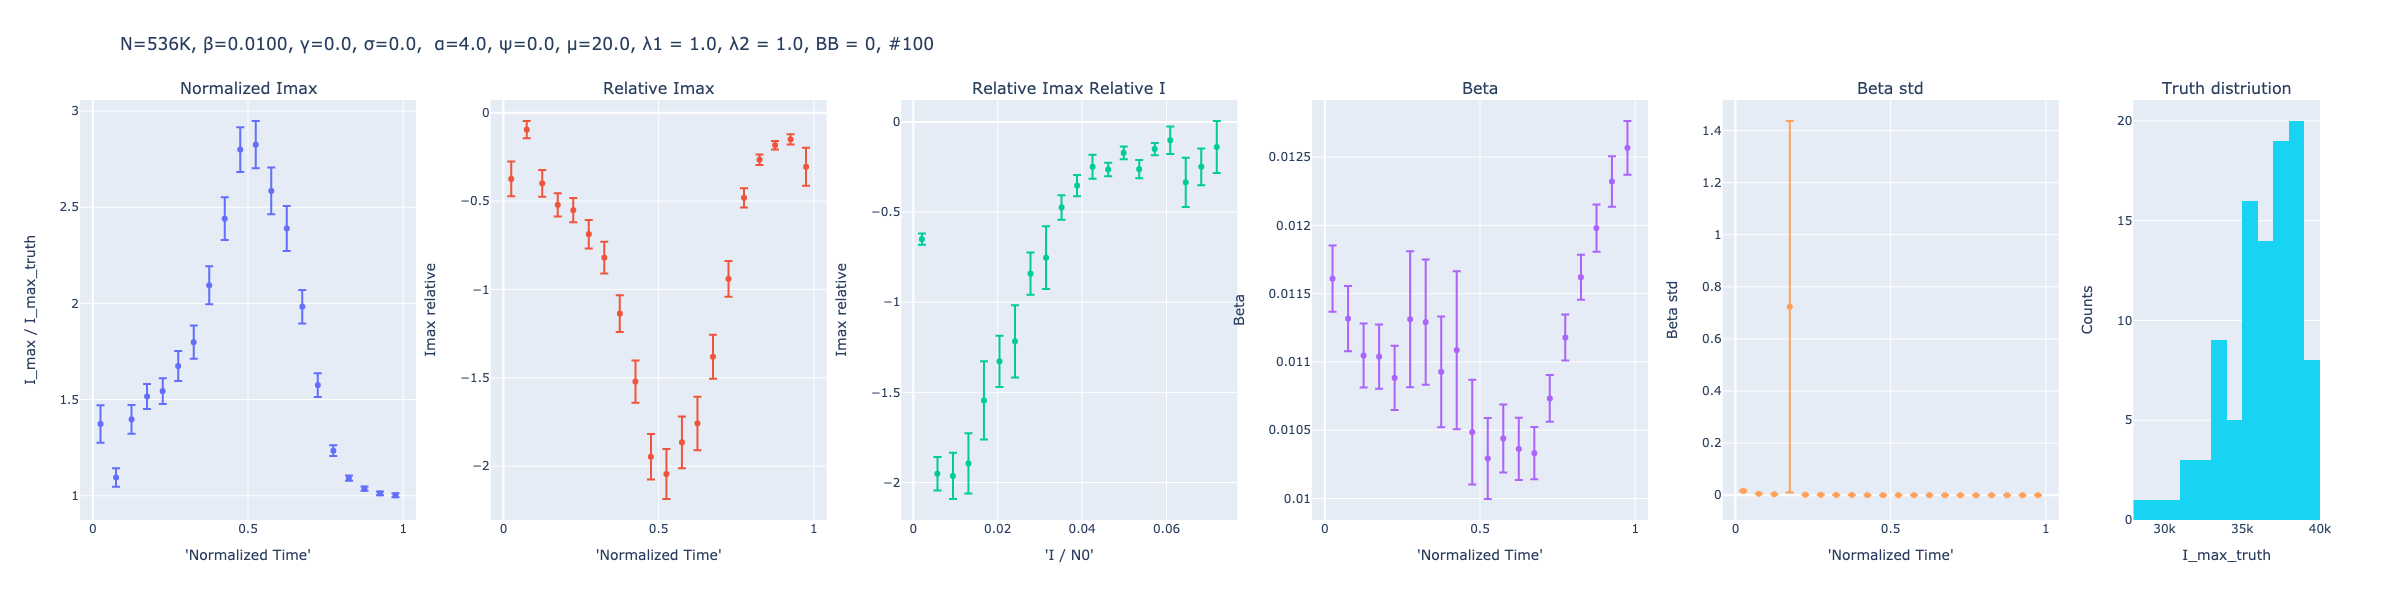 N=536K, β=0.0100, γ=0.0, σ=0.0,  α=4.0, ψ=0.0, μ=20.0, λ1 = 1.0, λ2 = 1.0, BB = 0, #100
Normalized Imax
I_max / I_max_truth
3
2.5
2
1.5
1
0
0.5
1
'Normalized Time'
Relative Imax
Imax relative
0
−0.5
−1
−1.5
−2
0
0.5
1
'Normalized Time'
Relative Imax Relative I
Imax relative
0
−0.5
−1
−1.5
−2
0
0.02
0.04
0.06
'I / N0'
Beta
Beta
0.0125
0.012
0.0115
0.011
0.0105
0.01
0
0.5
1
'Normalized Time'
Beta std
Beta std
1.4
1.2
1
0.8
0.6
0.4
0.2
0
0
0.5
1
'Normalized Time'
Truth distriution
Counts
20
15
10
5
0
30k
35k
40k
I_max_truth